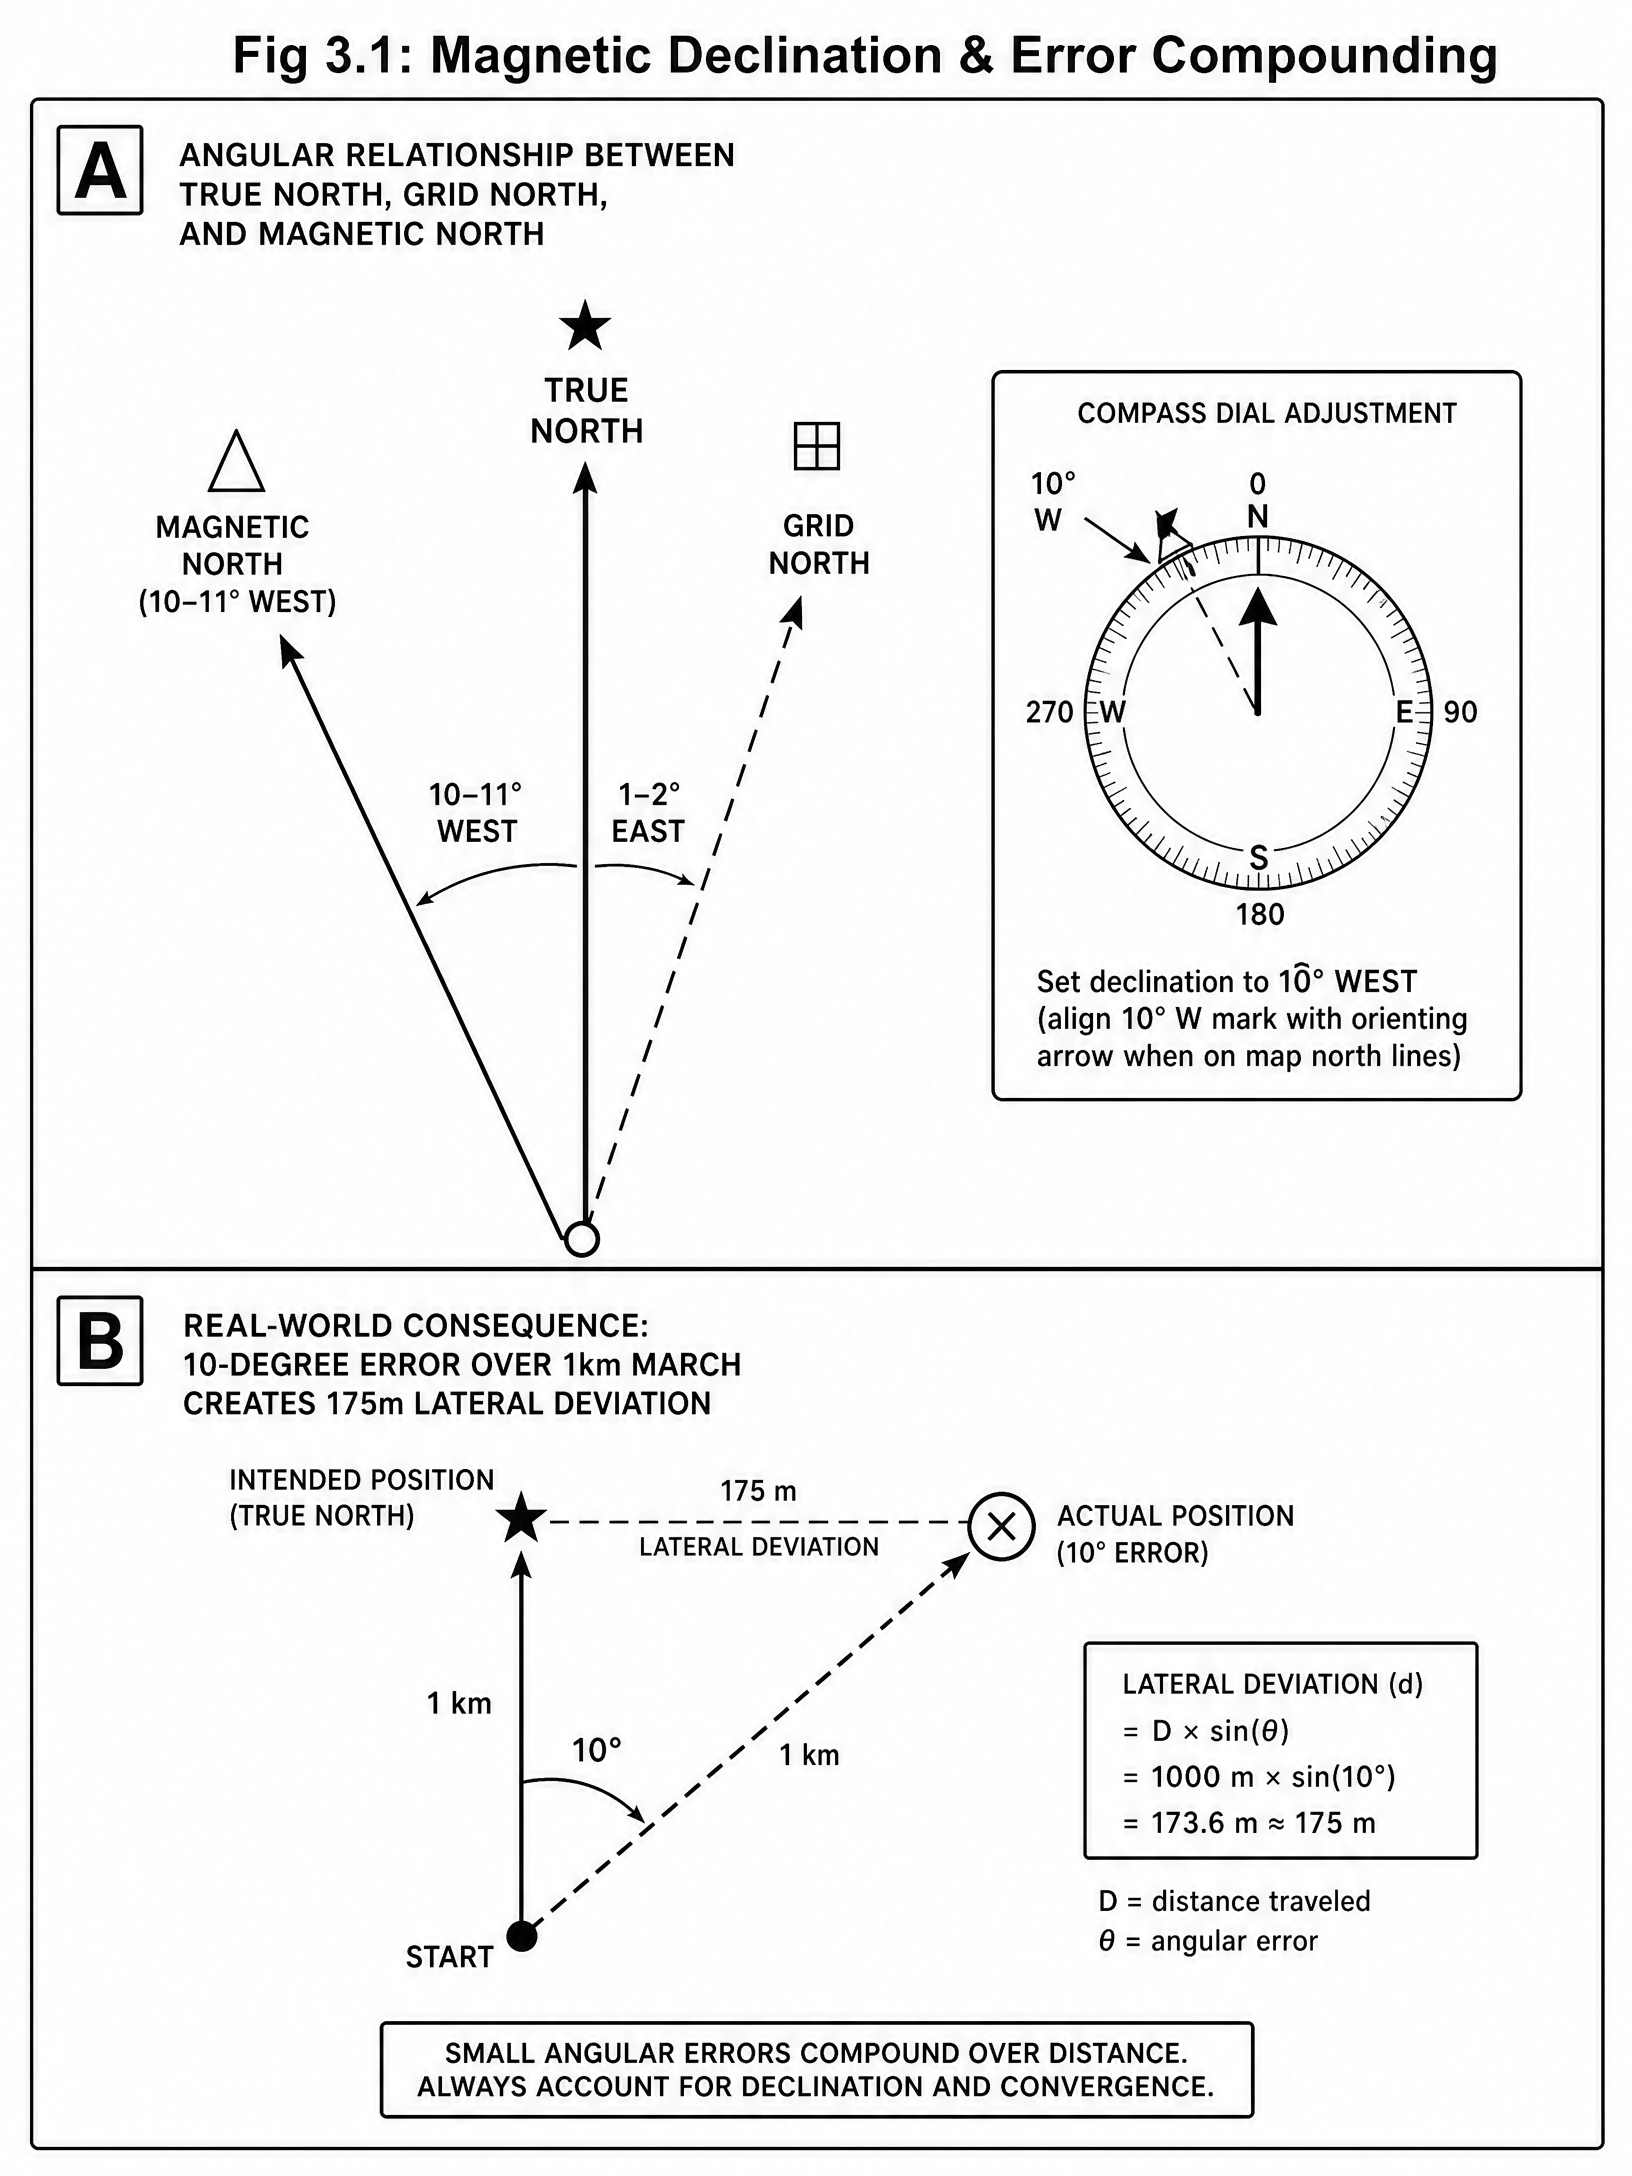 Fig 3.1: Magnetic Declination & Error Compounding
A
ANGULAR RELATIONSHIP BETWEEN
TRUE NORTH, GRID NORTH,
AND MAGNETIC NORTH
TRUE
NORTH
MAGNETIC
NORTH
(10–11° WEST)
GRID
NORTH
10–11°
WEST
1–2°
EAST
COMPASS DIAL ADJUSTMENT
10°
W
0
N
270
W
E
90
S
180
Set declination to 10̂° WEST
(align 10° W mark with orienting
arrow when on map north lines)
B
REAL-WORLD CONSEQUENCE:
10-DEGREE ERROR OVER 1km MARCH
CREATES 175m LATERAL DEVIATION
INTENDED POSITION
(TRUE NORTH)
175 m
LATERAL DEVIATION
ACTUAL POSITION
(10° ERROR)
1 km
10°
1 km
START
LATERAL DEVIATION (d)
= D × sin(θ)
= 1000 m × sin(10°)
= 173.6 m ≈ 175 m
D = distance traveled
θ = angular error
SMALL ANGULAR ERRORS COMPOUND OVER DISTANCE.
ALWAYS ACCOUNT FOR DECLINATION AND CONVERGENCE.